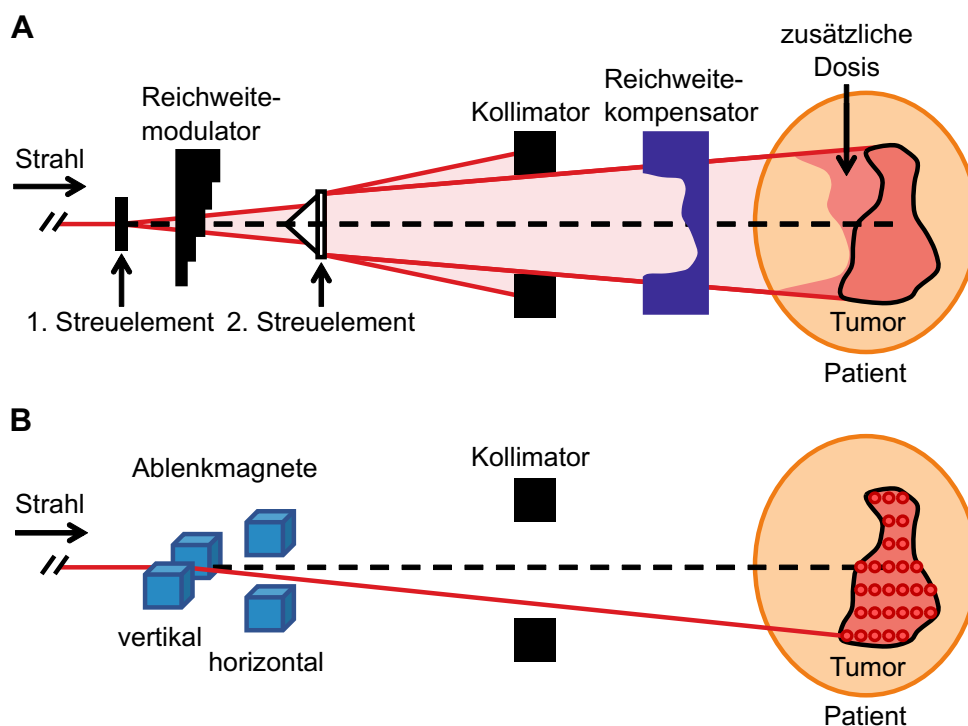 A
zusätzliche
Dosis
Reichweite-
modulator
Reichweite-
kompensator
Kollimator
Strahl
1. Streuelement
2. Streuelement
Tumor
Patient
B
Kollimator
Ablenkmagnete
Strahl
vertikal
horizontal
Tumor
Patient